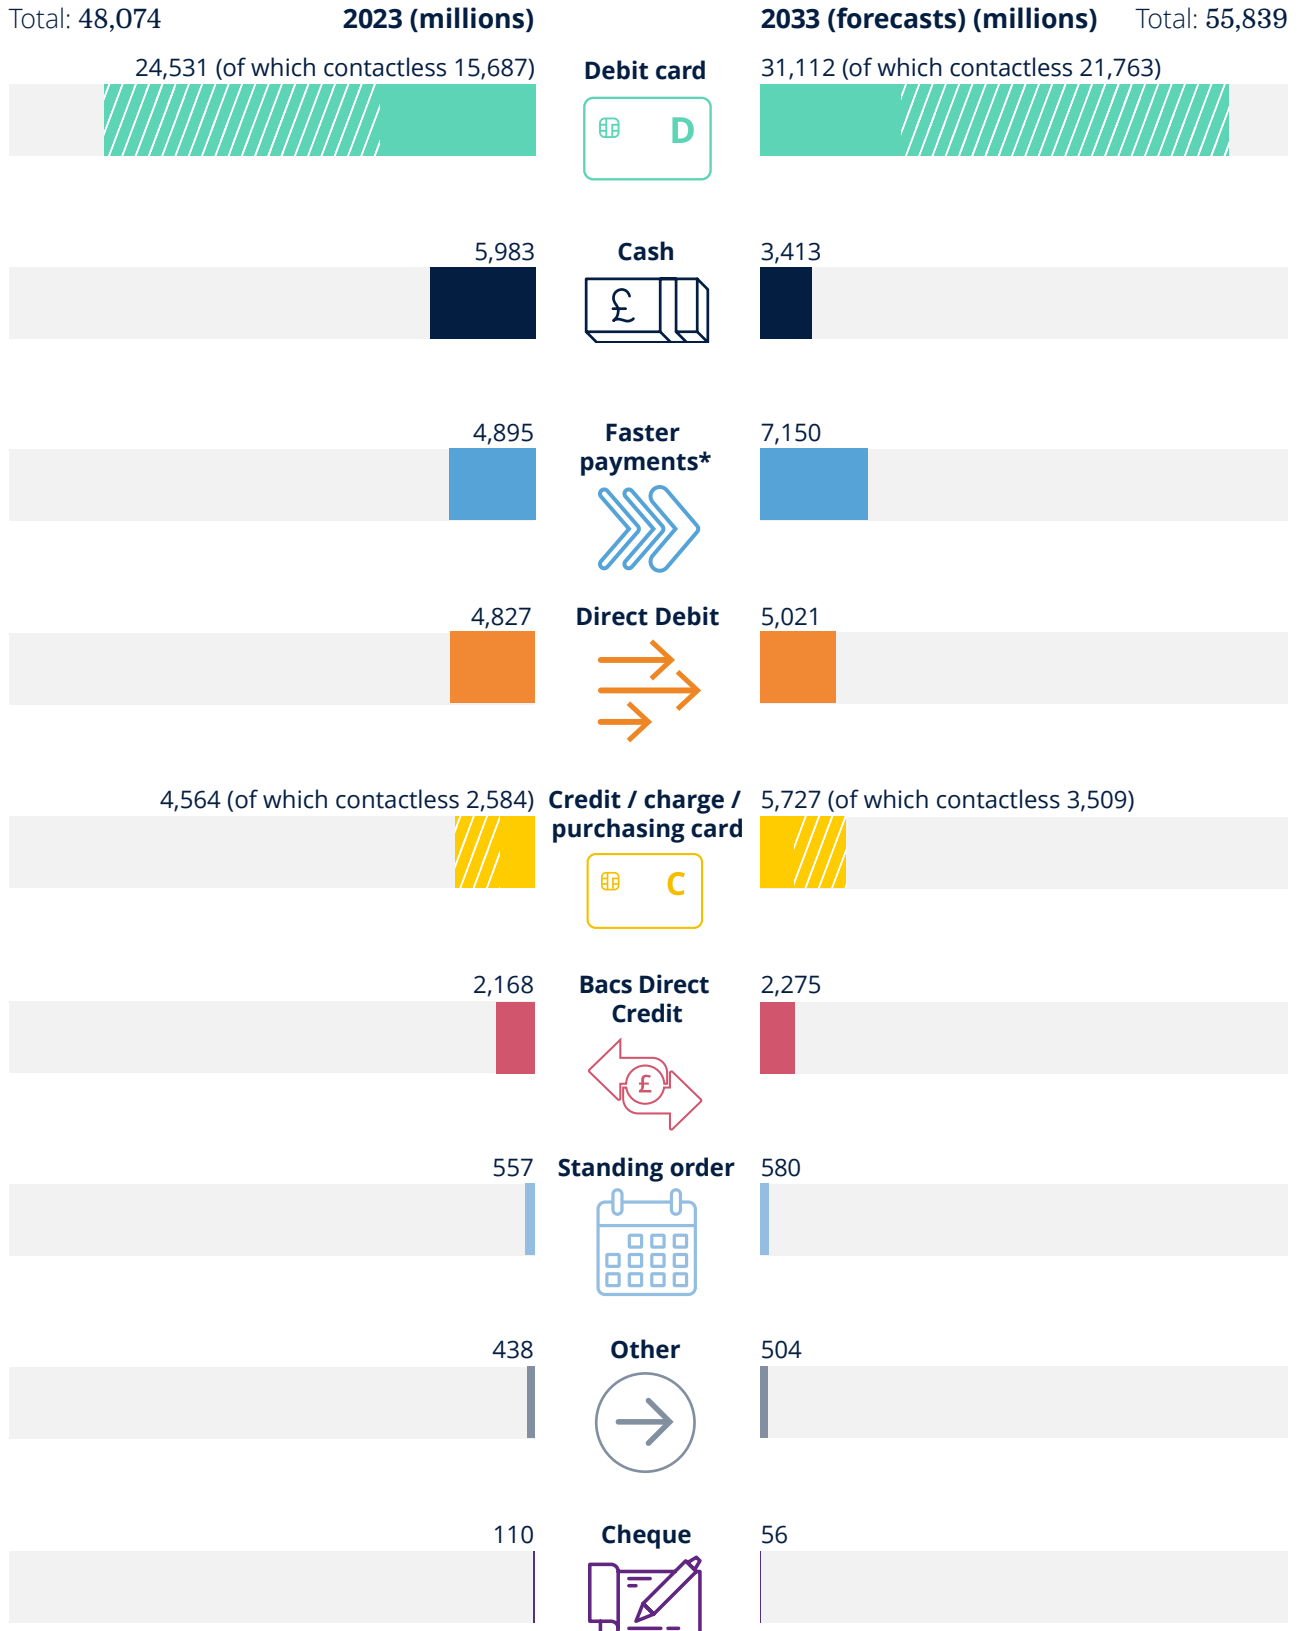 Total: 48,074 2023 (millions) 2033 (forecasts) (millions) Total: 55,839
24,531 (of which contactless 15,687) Debit card 31,112 (of which contactless 21,763)
D
5,983 Cash 3,413
£
4,895 Faster 7,150
payments*
4,827 Direct Debit 5,021
4,564 (of which contactless 2,584) Credit / charge / 5,727 (of which contactless 3,509)
purchasing card
C
2,168 Bacs Direct 2,275
Credit
£
557 Standing order 580
438 Other 504
110 Cheque 56